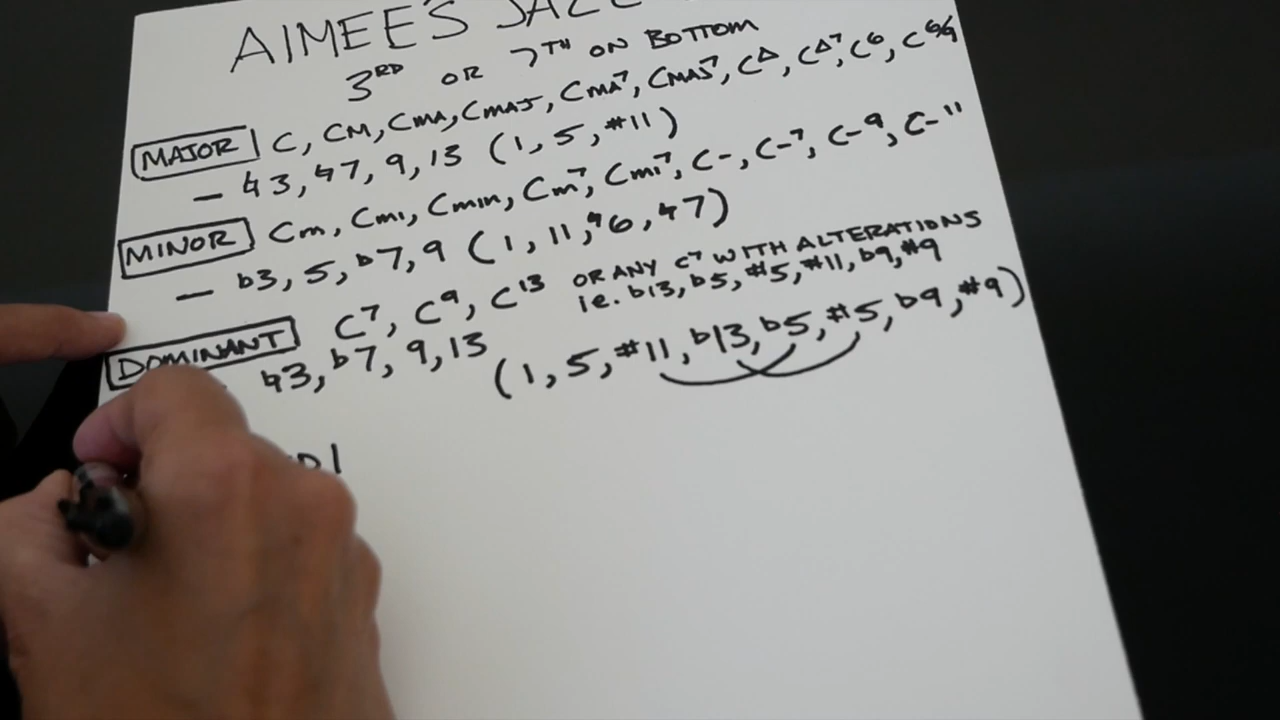 AIMEE'S JAZZ
3RD OR 7TH ON BOTTOM
MAJOR C, CM, CMA, CMAJ, CMA7, CMAJ7, C△, C△7, C6, C6/9
— ♮3, ♮7, 9, 13 (1, 5, #11)
MINOR Cm, Cmi, Cmin, Cm7, Cmi7, C-, C-7, C-9, C-11
— b3, 5, b7, 9 (1, 11, ♮6, ♮7)
DOMINANT C7, C9, C13 OR ANY C7 WITH ALTERATIONS
ie. b13, b5, #5, #11, b9, #9
♮3, b7, 9, 13 (1, 5, #11, b13, b5, #5, b9, #9)